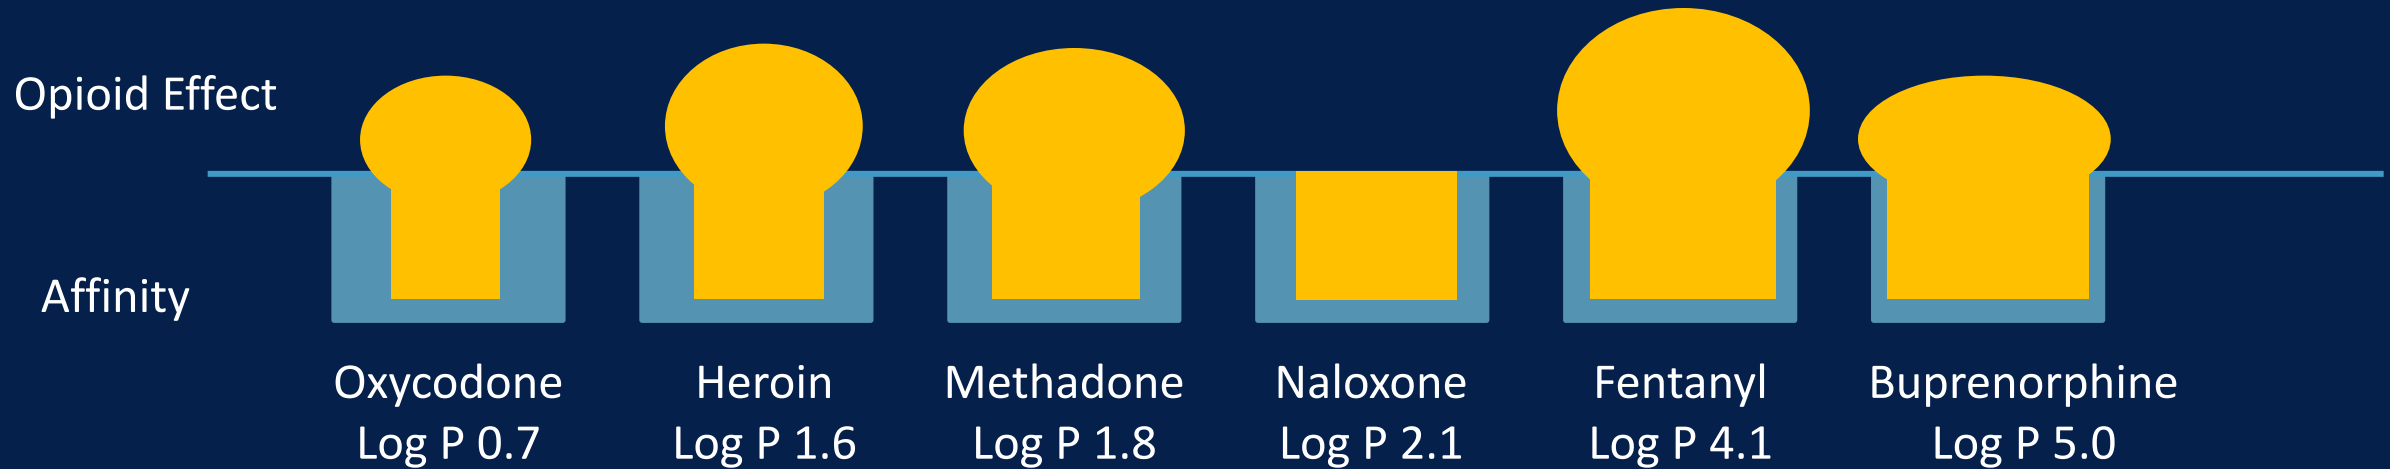 Opioid Effect
Affinity
Oxycodone
Log P 0.7
Heroin
Log P 1.6
Methadone
Log P 1.8
Naloxone
Log P 2.1
Fentanyl
Log P 4.1
Buprenorphine
Log P 5.0